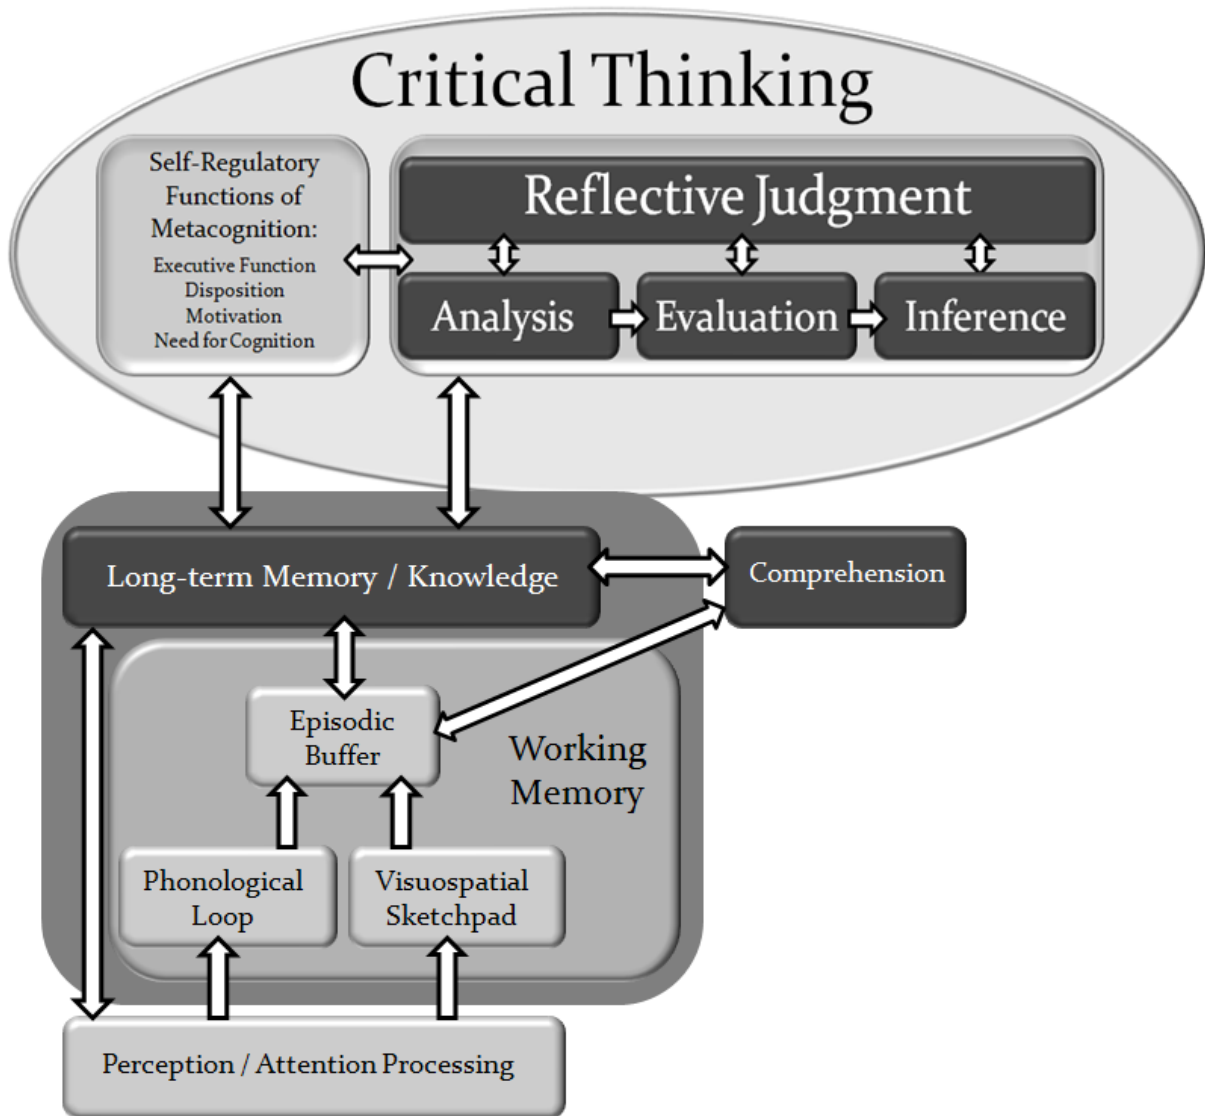 Critical Thinking
Self-Regulatory
Functions of
Metacognition:
Executive Function
Disposition
Motivation
Need for Cognition
Reflective Judgment
Analysis
Evaluation
Inference
Long-term Memory / Knowledge
Comprehension
Episodic
Buffer
Working
Memory
Phonological
Loop
Visuospatial
Sketchpad
Perception / Attention Processing